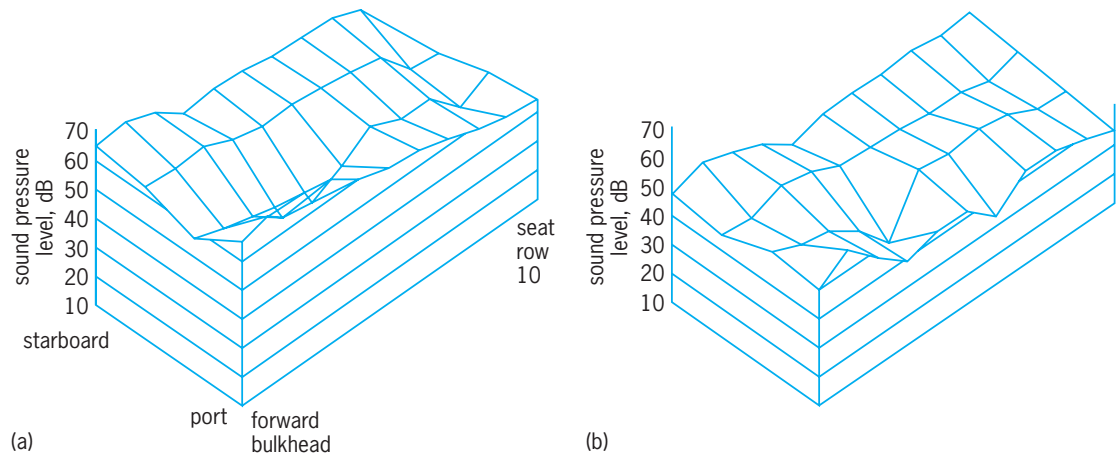 sound pressure
level, dB
70
60
50
40
30
20
10
starboard
port
forward
bulkhead
seat
row
10
(a)
sound pressure
level, dB
70
60
50
40
30
20
10
(b)